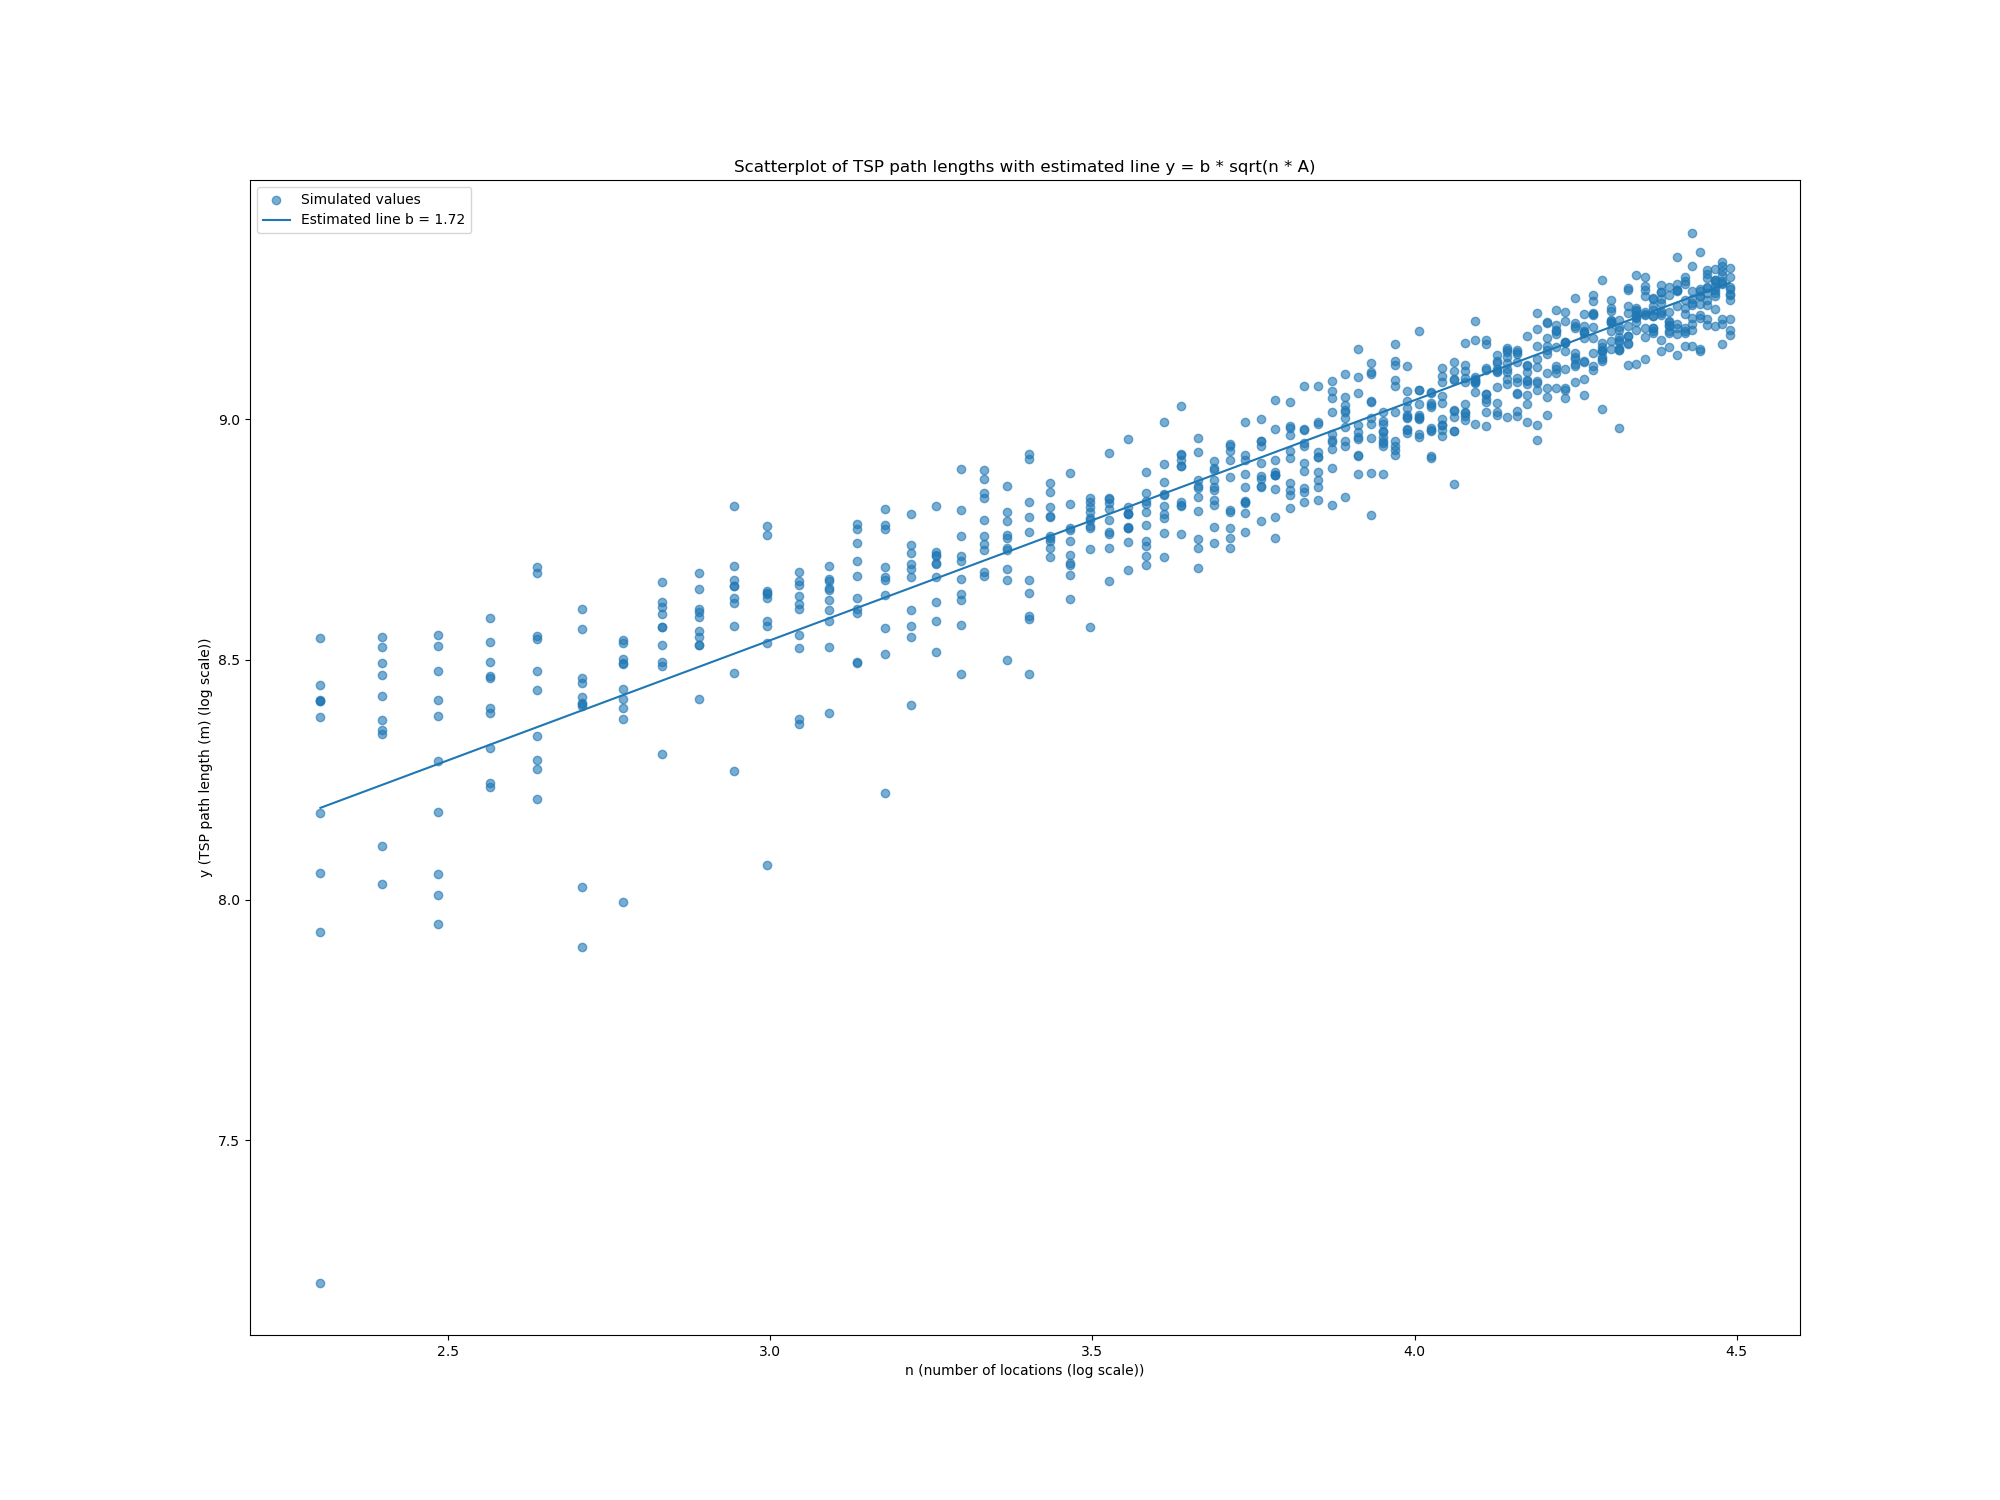 Scatterplot of TSP path lengths with estimated line y = b * sqrt(n * A)
Simulated values
Estimated line b = 1.72
y (TSP path length (m) (log scale))
9.0
8.5
8.0
7.5
2.5
3.0
3.5
4.0
4.5
n (number of locations (log scale))